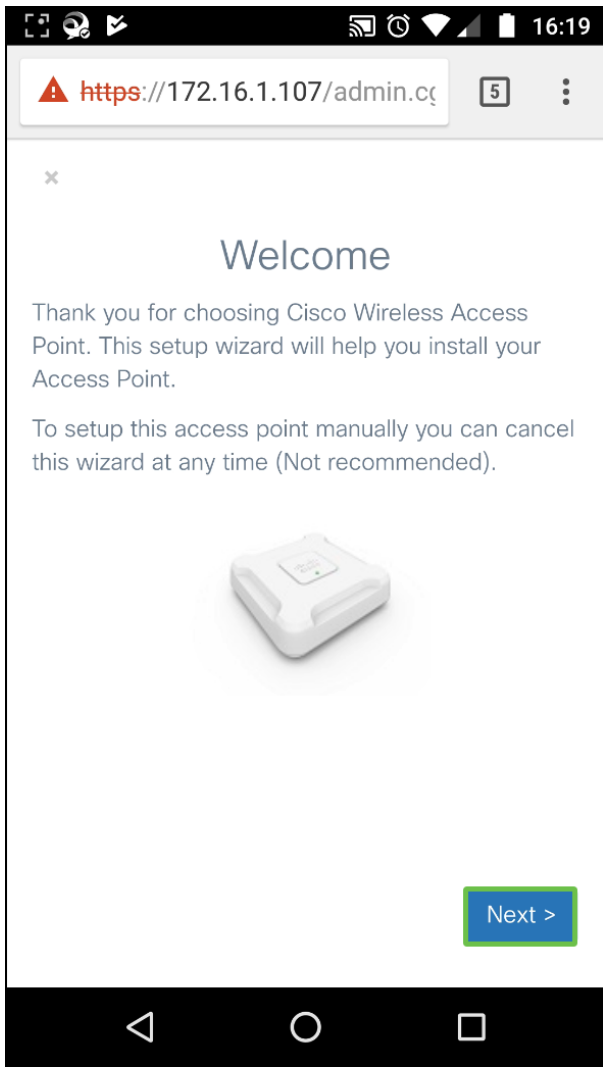 16:19
https://172.16.1.107/admin.cg
5
×
Welcome
Thank you for choosing Cisco Wireless Access
Point. This setup wizard will help you install your
Access Point.
To setup this access point manually you can cancel
this wizard at any time (Not recommended).
Next >